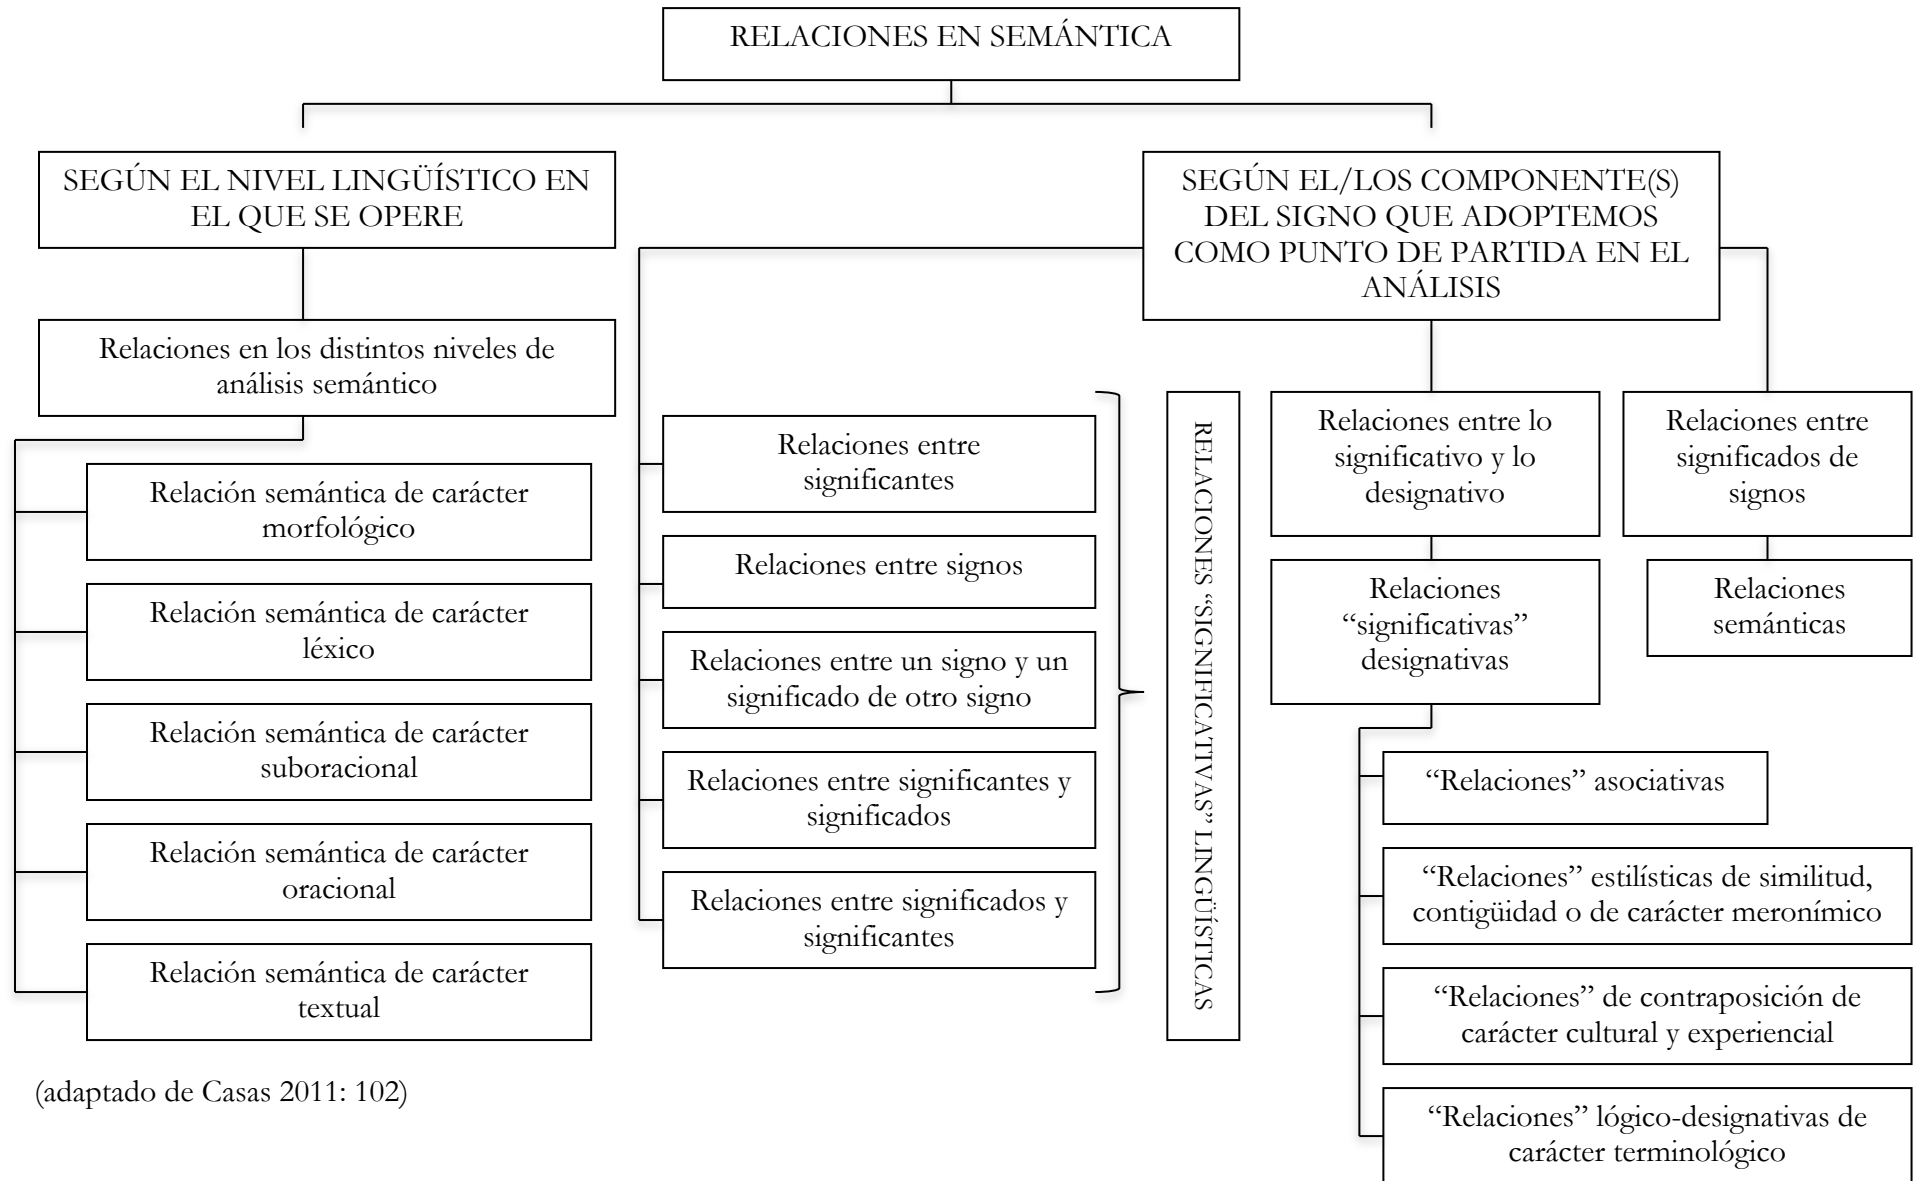 RELACIONES EN SEMÁNTICA
SEGÚN EL NIVEL LINGÜÍSTICO EN
EL QUE SE OPERE
Relaciones en los distintos niveles de
análisis semántico
Relación semántica de carácter
morfológico
Relación semántica de carácter
léxico
Relación semántica de carácter
suboracional
Relación semántica de carácter
oracional
Relación semántica de carácter
textual
SEGÚN EL/LOS COMPONENTE(S)
DEL SIGNO QUE ADOPTEMOS
COMO PUNTO DE PARTIDA EN EL
ANÁLISIS
Relaciones entre
significantes
Relaciones entre signos
Relaciones entre un signo y un
significado de otro signo
Relaciones entre significantes y
significados
Relaciones entre significados y
significantes
RELACIONES “SIGNIFICATIVAS” LINGÜÍSTICAS
Relaciones entre lo
significativo y lo
designativo
Relaciones
“significativas”
designativas
“Relaciones” asociativas
“Relaciones” estilísticas de similitud,
contigüidad o de carácter meronímico
“Relaciones” de contraposición de
carácter cultural y experiencial
“Relaciones” lógico-designativas de
carácter terminológico
Relaciones entre
significados de
signos
Relaciones
semánticas
(adaptado de Casas 2011: 102)